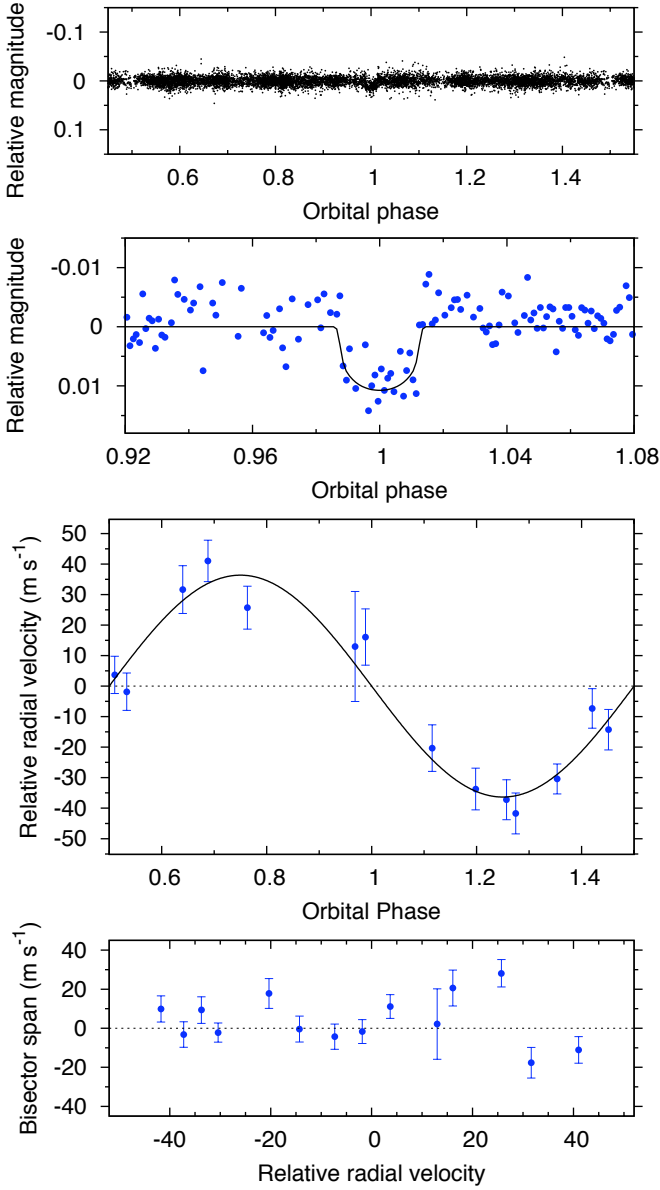 -0.1
0
0.1
Relative magnitude
0.6 0.8 1 1.2 1.4
Orbital phase
-0.01
0
0.01
Relative magnitude
0.92 0.96 1 1.04 1.08
Orbital phase
50
40
30
20
10
0
-10
-20
-30
-40
-50
Relative radial velocity (m s⁻¹)
0.6 0.8 1 1.2 1.4
Orbital Phase
40
20
0
-20
-40
Bisector span (m s⁻¹)
-40 -20 0 20 40
Relative radial velocity